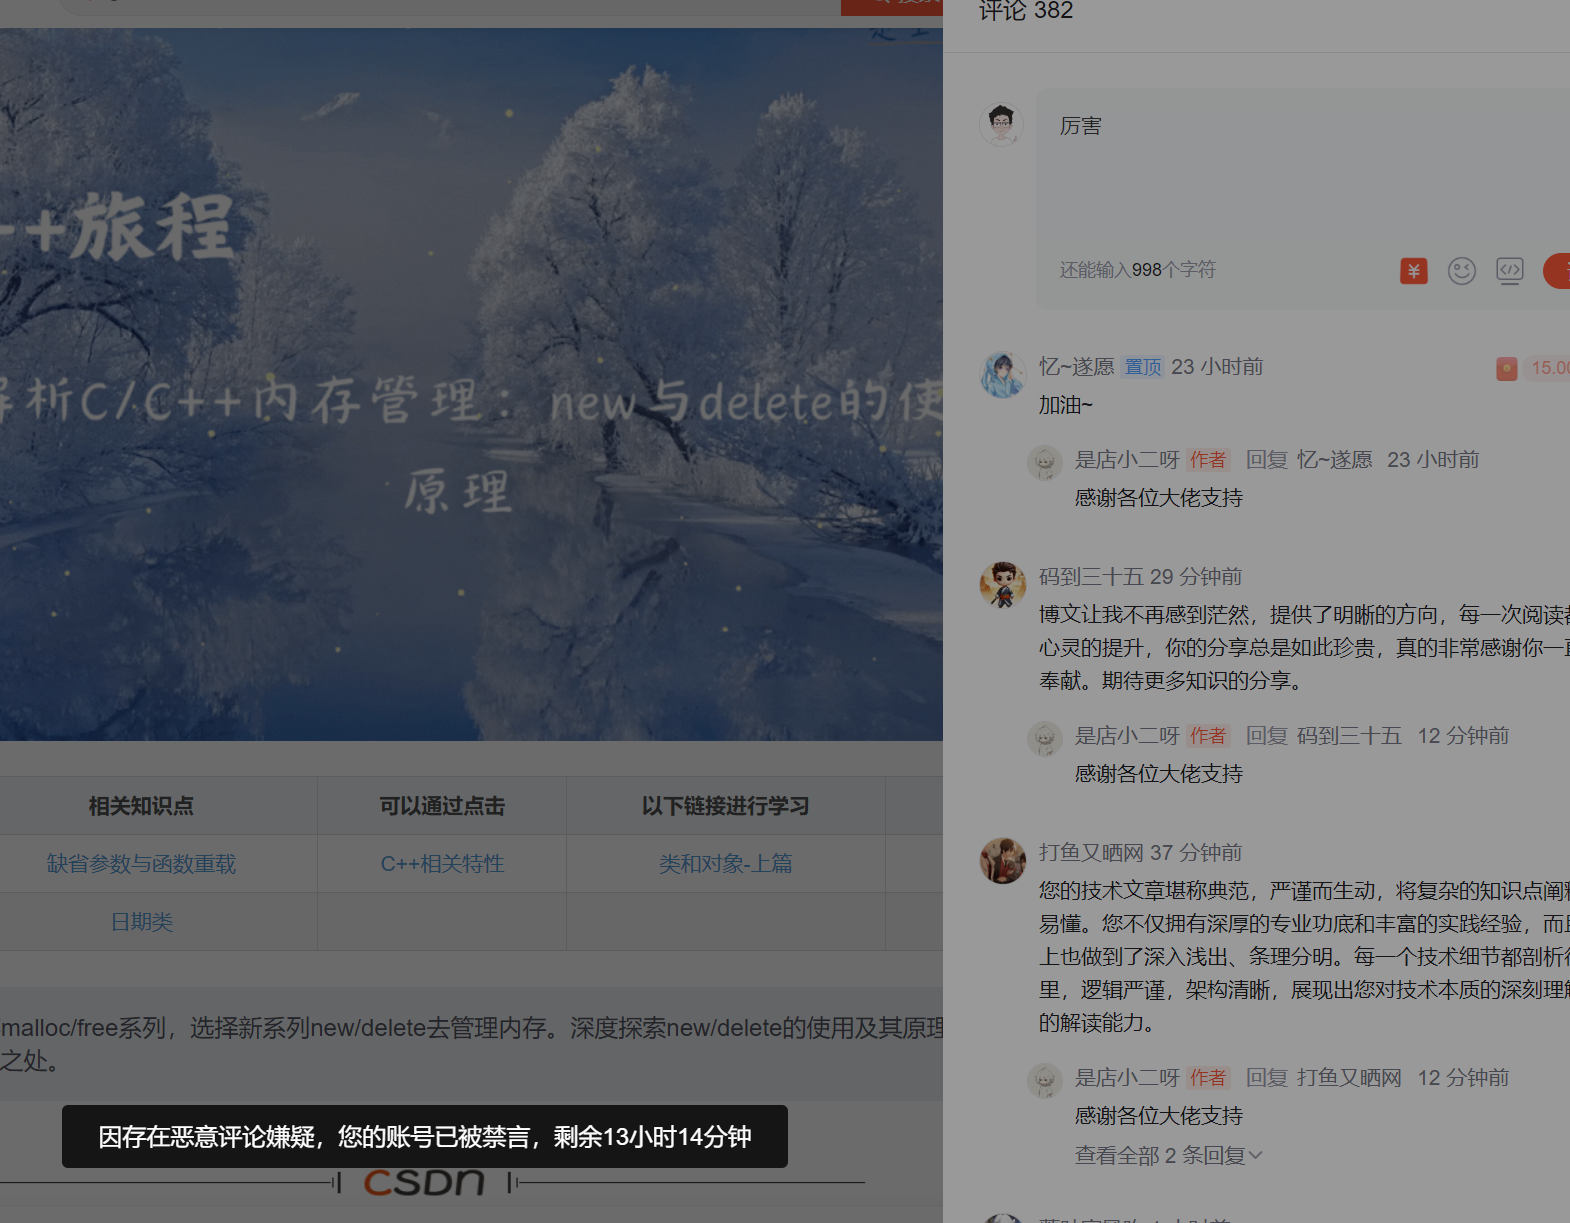 评论 382
++旅程
析C/C++内存管理：new与delete的使
原理
厉害
还能输入998个字符
忆~遂愿 置顶 23 小时前
15.00
加油~
是店小二呀 作者 回复 忆~遂愿 23 小时前
感谢各位大佬支持
码到三十五 29 分钟前
博文让我不再感到茫然，提供了明晰的方向，每一次阅读都
心灵的提升，你的分享总是如此珍贵，真的非常感谢你一直
奉献。期待更多知识的分享。
是店小二呀 作者 回复 码到三十五 12 分钟前
感谢各位大佬支持
打鱼又晒网 37 分钟前
您的技术文章堪称典范，严谨而生动，将复杂的知识点阐释
易懂。您不仅拥有深厚的专业功底和丰富的实践经验，而且
上也做到了深入浅出、条理分明。每一个技术细节都剖析得
里，逻辑严谨，架构清晰，展现出您对技术本质的深刻理解
的解读能力。
是店小二呀 作者 回复 打鱼又晒网 12 分钟前
感谢各位大佬支持
查看全部 2 条回复
相关知识点 可以通过点击 以下链接进行学习
缺省参数与函数重载 C++相关特性 类和对象-上篇
日期类
malloc/free系列，选择新系列new/delete去管理内存。深度探索new/delete的使用及其原理
之处。
因存在恶意评论嫌疑，您的账号已被禁言，剩余13小时14分钟
CSDN